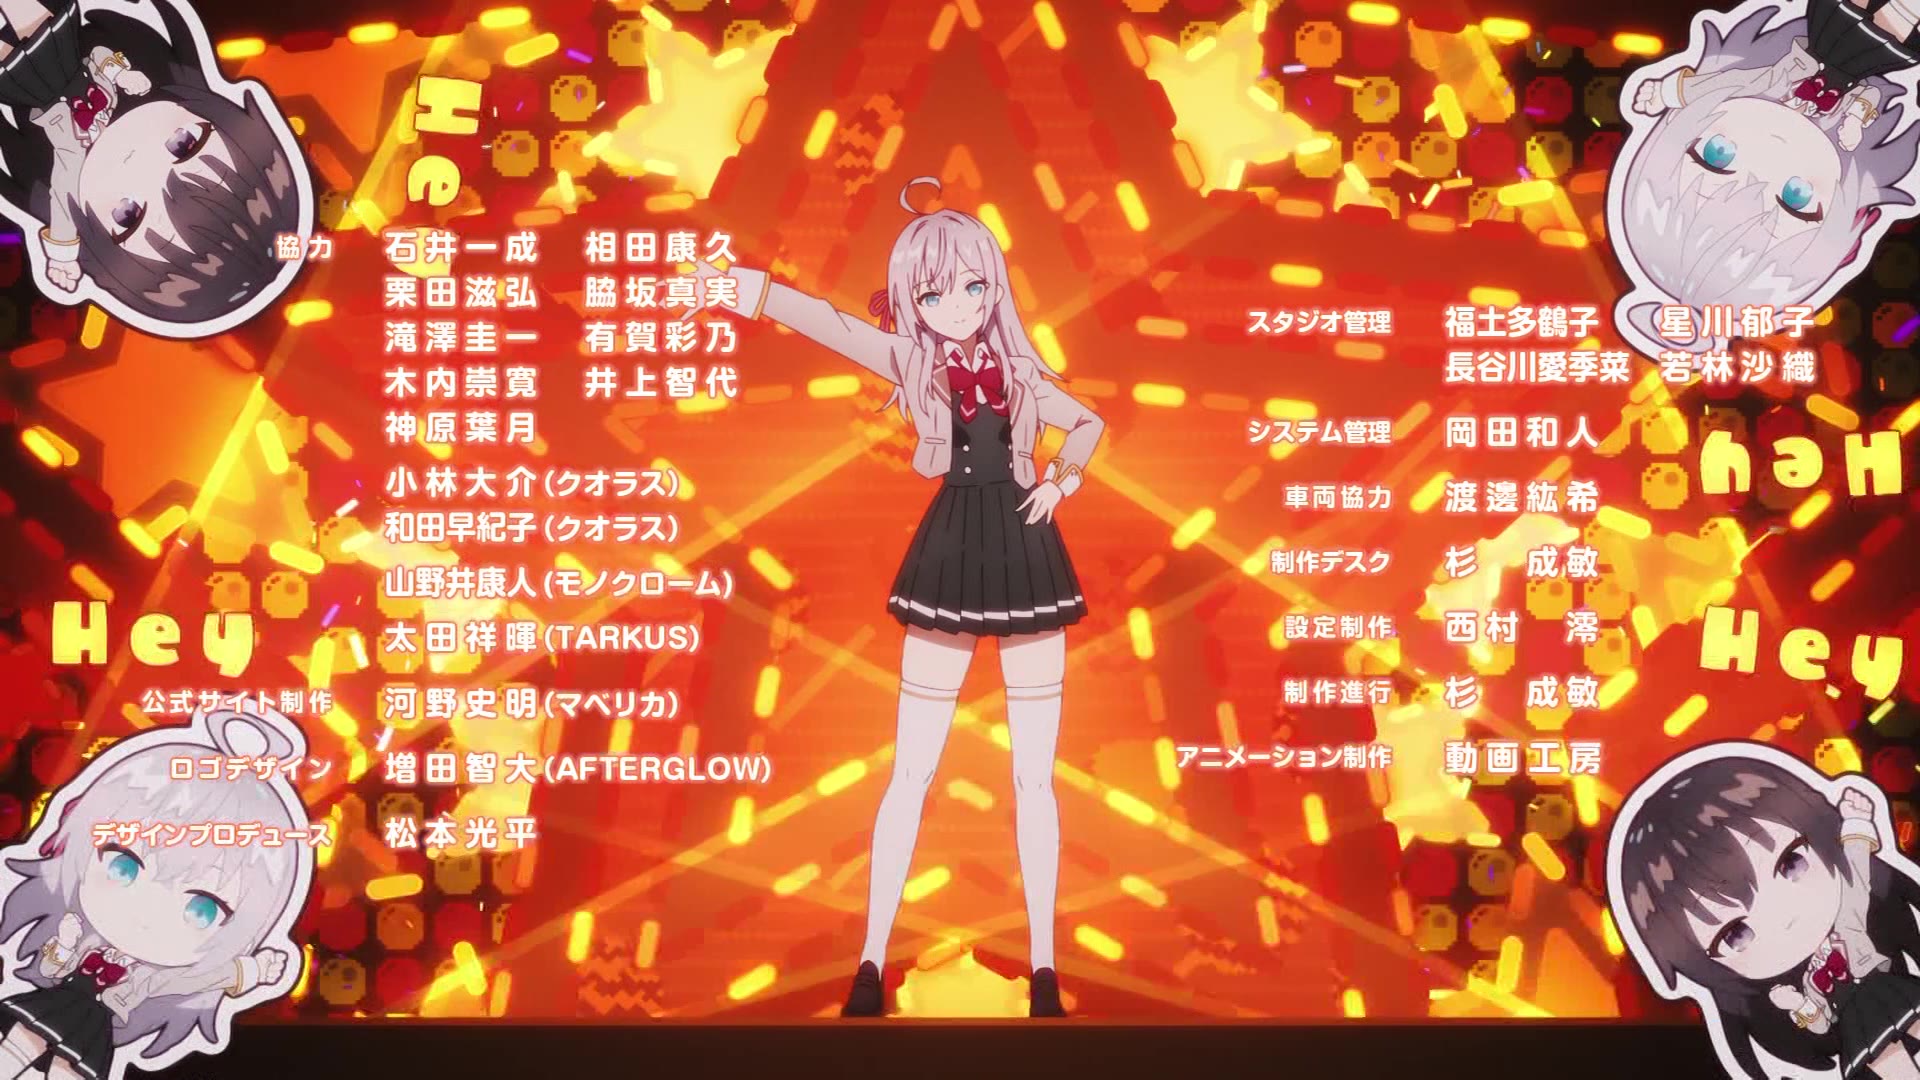 He
協力 石井一成 相田康久
栗田滋弘 脇坂真実
滝澤圭一 有賀彩乃
木内崇寛 井上智代
神原葉月
小林大介(クオラス)
和田早紀子(クオラス)
山野井康人(モノクローム)
太田祥暉(TARKUS)
Hey
公式サイト制作 河野史明(マベリカ)
ロゴデザイン 増田智大(AFTERGLOW)
デザインプロデュース 松本光平
スタジオ管理 福土多鶴子 星川郁子
長谷川愛季菜 若林沙織
システム管理 岡田和人
Hey
車両協力 渡邊紘希
制作デスク 杉 成敏
設定制作 西村 澪
Hey
制作進行 杉 成敏
アニメーション制作 動画工房